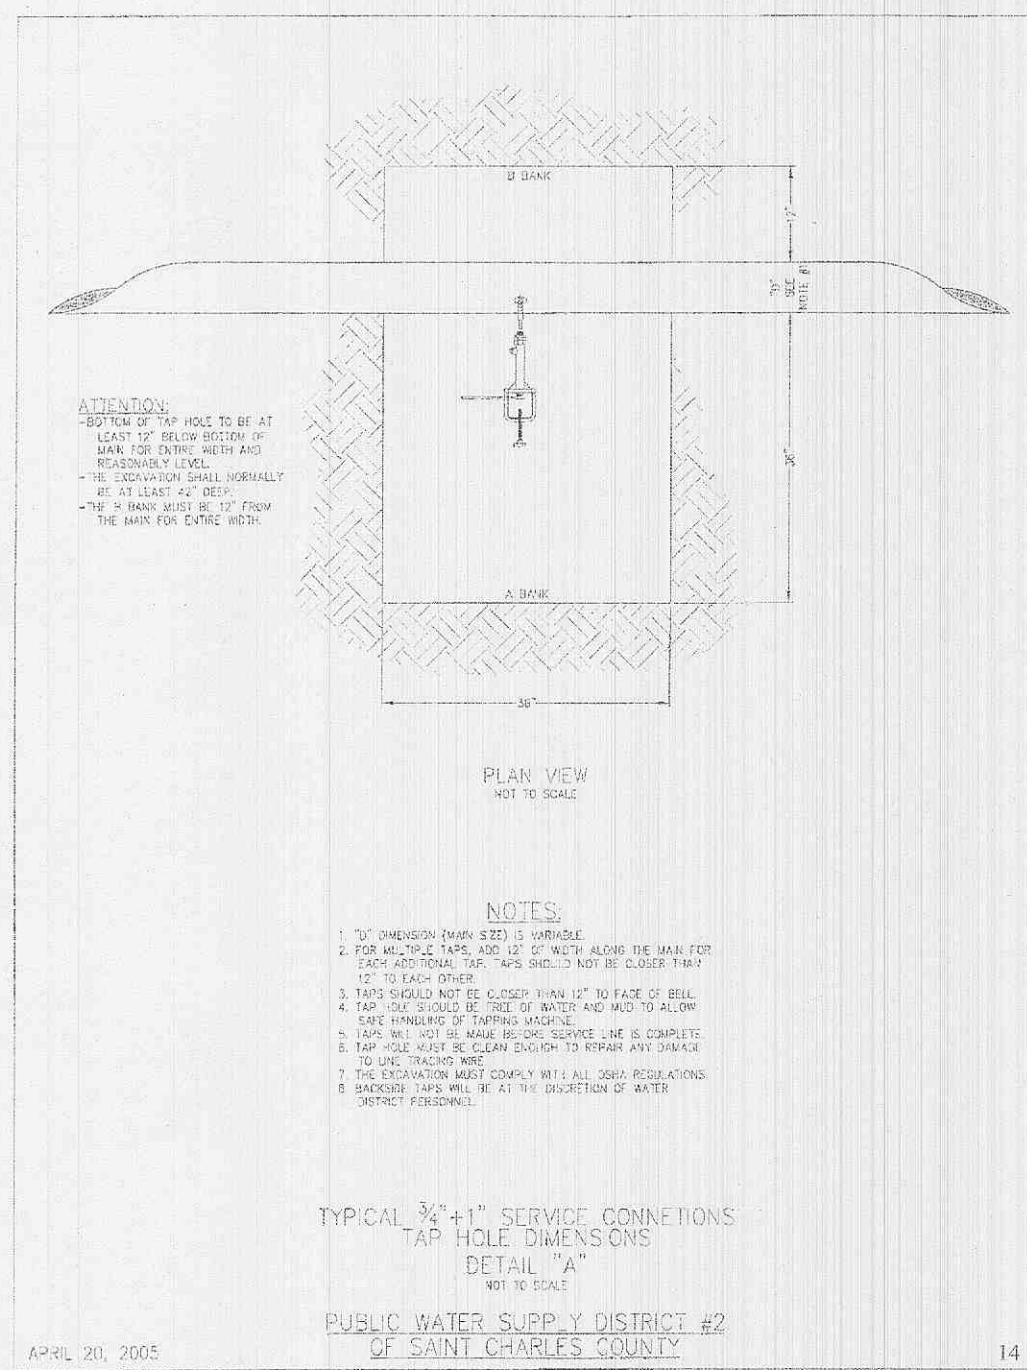 B BANK
12"
"D"
SEE
NOTE #1
ATTENTION:
-BOTTOM OF TAP HOLE TO BE AT
LEAST 12" BELOW BOTTOM OF
MAIN FOR ENTIRE WIDTH AND
REASONABLY LEVEL.
-THE EXCAVATION SHALL NORMALLY
BE AT LEAST 42" DEEP.
-THE B BANK MUST BE 12" FROM
THE MAIN FOR ENTIRE WIDTH.
36"
A BANK
36"
PLAN VIEW
NOT TO SCALE
NOTES:
1. "D" DIMENSION (MAIN SIZE) IS VARIABLE.
2. FOR MULTIPLE TAPS, ADD 12" OF WIDTH ALONG THE MAIN FOR
EACH ADDITIONAL TAP. TAPS SHOULD NOT BE CLOSER THAN
12" TO EACH OTHER.
3. TAPS SHOULD NOT BE CLOSER THAN 12" TO FACE OF BELL.
4. TAP HOLE SHOULD BE FREE OF WATER AND MUD TO ALLOW
SAFE HANDLING OF TAPPING MACHINE.
5. TAPS WILL NOT BE MADE BEFORE SERVICE LINE IS COMPLETE.
6. TAP HOLE MUST BE CLEAN ENOUGH TO REPAIR ANY DAMAGE
TO LINE TRACING WIRE
7. THE EXCAVATION MUST COMPLY WITH ALL OSHA REGULATIONS.
8. BACKSIDE TAPS WILL BE AT THE DISCRETION OF WATER
DISTRICT PERSONNEL.
TYPICAL 3/4"+1" SERVICE CONNETIONS
TAP HOLE DIMENSIONS
DETAIL "A"
NOT TO SCALE
PUBLIC WATER SUPPLY DISTRICT #2
OF SAINT CHARLES COUNTY
APRIL 20, 2005
14